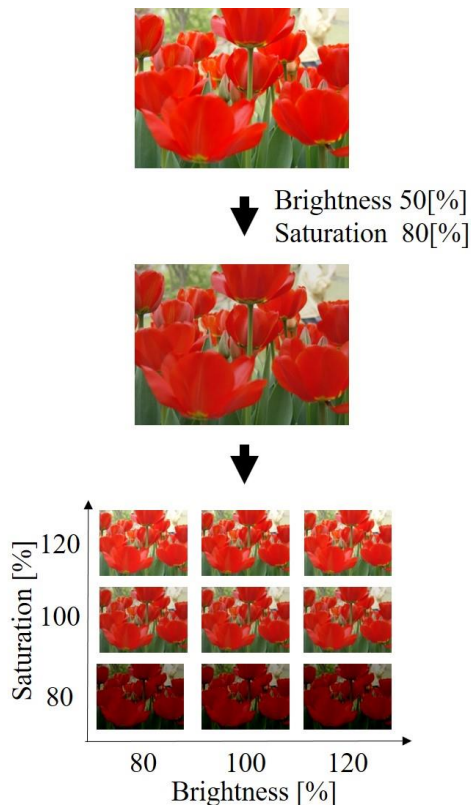 Brightness 50[%]
Saturation 80[%]
Saturation [%]
120
100
80
80 100 120
Brightness [%]